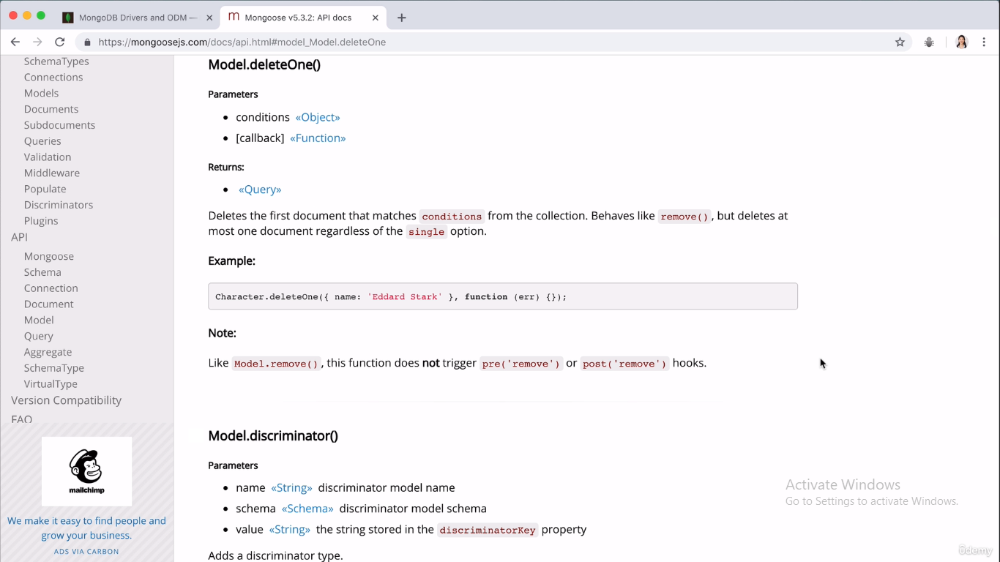 MongoDB Drivers and ODM —
Mongoose v5.3.2: API docs
https://mongoosejs.com/docs/api.html#model_Model.deleteOne
SchemaTypes
Connections
Models
Documents
Subdocuments
Queries
Validation
Middleware
Populate
Discriminators
Plugins
API
Mongoose
Schema
Connection
Document
Model
Query
Aggregate
SchemaType
VirtualType
Version Compatibility
FAQ
mailchimp
We make it easy to find people and
grow your business.
ADS VIA CARBON
Model.deleteOne()
Parameters
• conditions «Object»
• [callback] «Function»
Returns:
• «Query»
Deletes the first document that matches conditions from the collection. Behaves like remove(), but deletes at
most one document regardless of the single option.
Example:
Character.deleteOne({ name: 'Eddard Stark' }, function (err) {});
Note:
Like Model.remove(), this function does not trigger pre('remove') or post('remove') hooks.
Model.discriminator()
Parameters
• name «String» discriminator model name
• schema «Schema» discriminator model schema
• value «String» the string stored in the discriminatorKey property
Adds a discriminator type.
Activate Windows
Go to Settings to activate Windows.
ûdemy